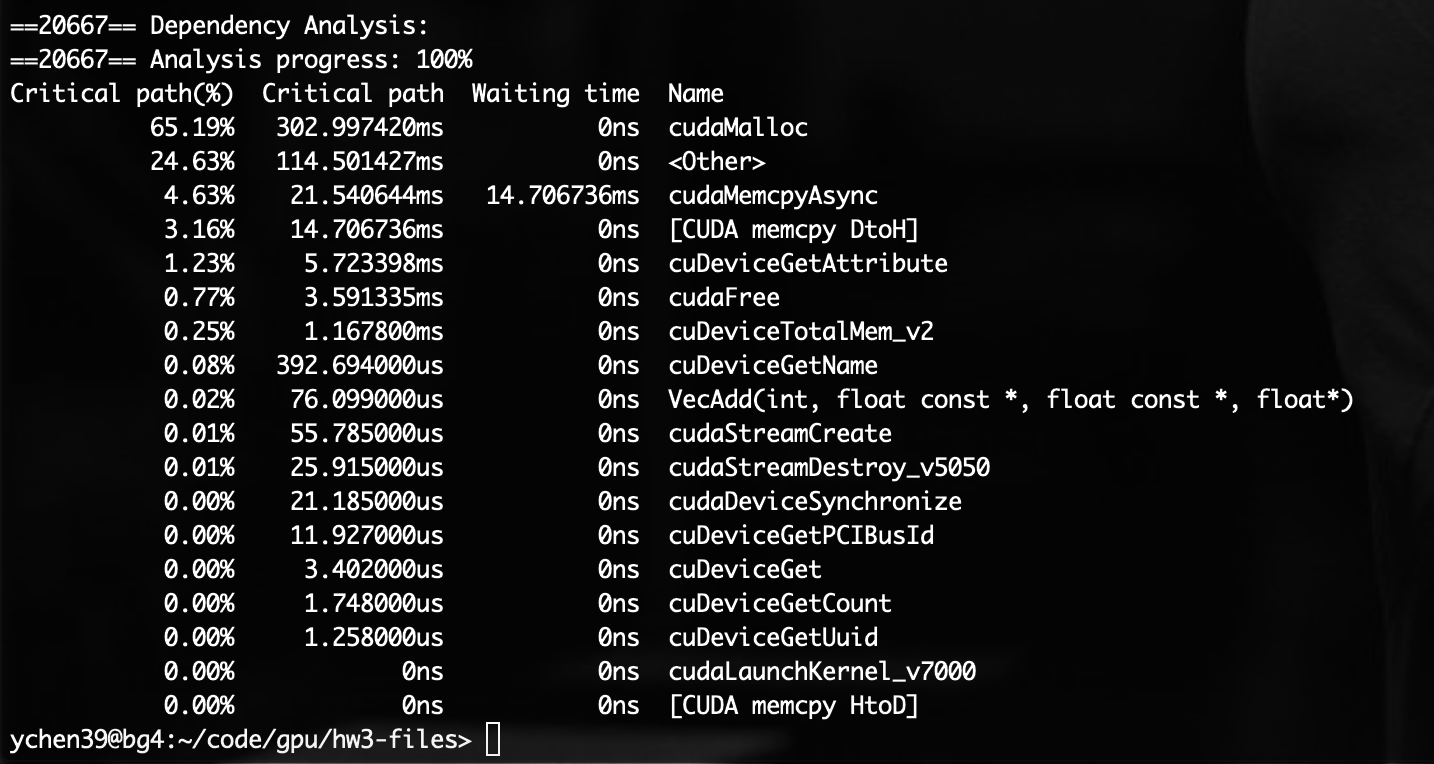 ==20667== Dependency Analysis:
==20667== Analysis progress: 100%
Critical path(%)  Critical path  Waiting time  Name
          65.19%   302.997420ms           0ns  cudaMalloc
          24.63%   114.501427ms           0ns  <Other>
           4.63%    21.540644ms   14.706736ms  cudaMemcpyAsync
           3.16%    14.706736ms           0ns  [CUDA memcpy DtoH]
           1.23%     5.723398ms           0ns  cuDeviceGetAttribute
           0.77%     3.591335ms           0ns  cudaFree
           0.25%     1.167800ms           0ns  cuDeviceTotalMem_v2
           0.08%   392.694000us           0ns  cuDeviceGetName
           0.02%    76.099000us           0ns  VecAdd(int, float const *, float const *, float*)
           0.01%    55.785000us           0ns  cudaStreamCreate
           0.01%    25.915000us           0ns  cudaStreamDestroy_v5050
           0.00%    21.185000us           0ns  cudaDeviceSynchronize
           0.00%    11.927000us           0ns  cuDeviceGetPCIBusId
           0.00%     3.402000us           0ns  cuDeviceGet
           0.00%     1.748000us           0ns  cuDeviceGetCount
           0.00%     1.258000us           0ns  cuDeviceGetUuid
           0.00%            0ns           0ns  cudaLaunchKernel_v7000
           0.00%            0ns           0ns  [CUDA memcpy HtoD]
ychen39@bg4:~/code/gpu/hw3-files>